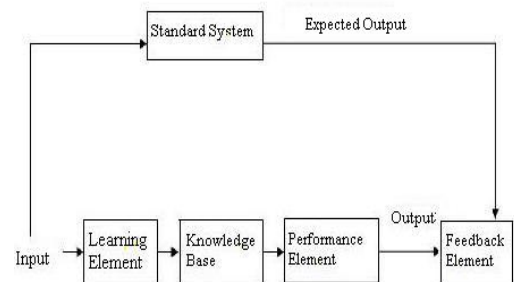 Standard System
Expected Output
Input
Learning
Element
Knowledge
Base
Performance
Element
Output
Feedback
Element